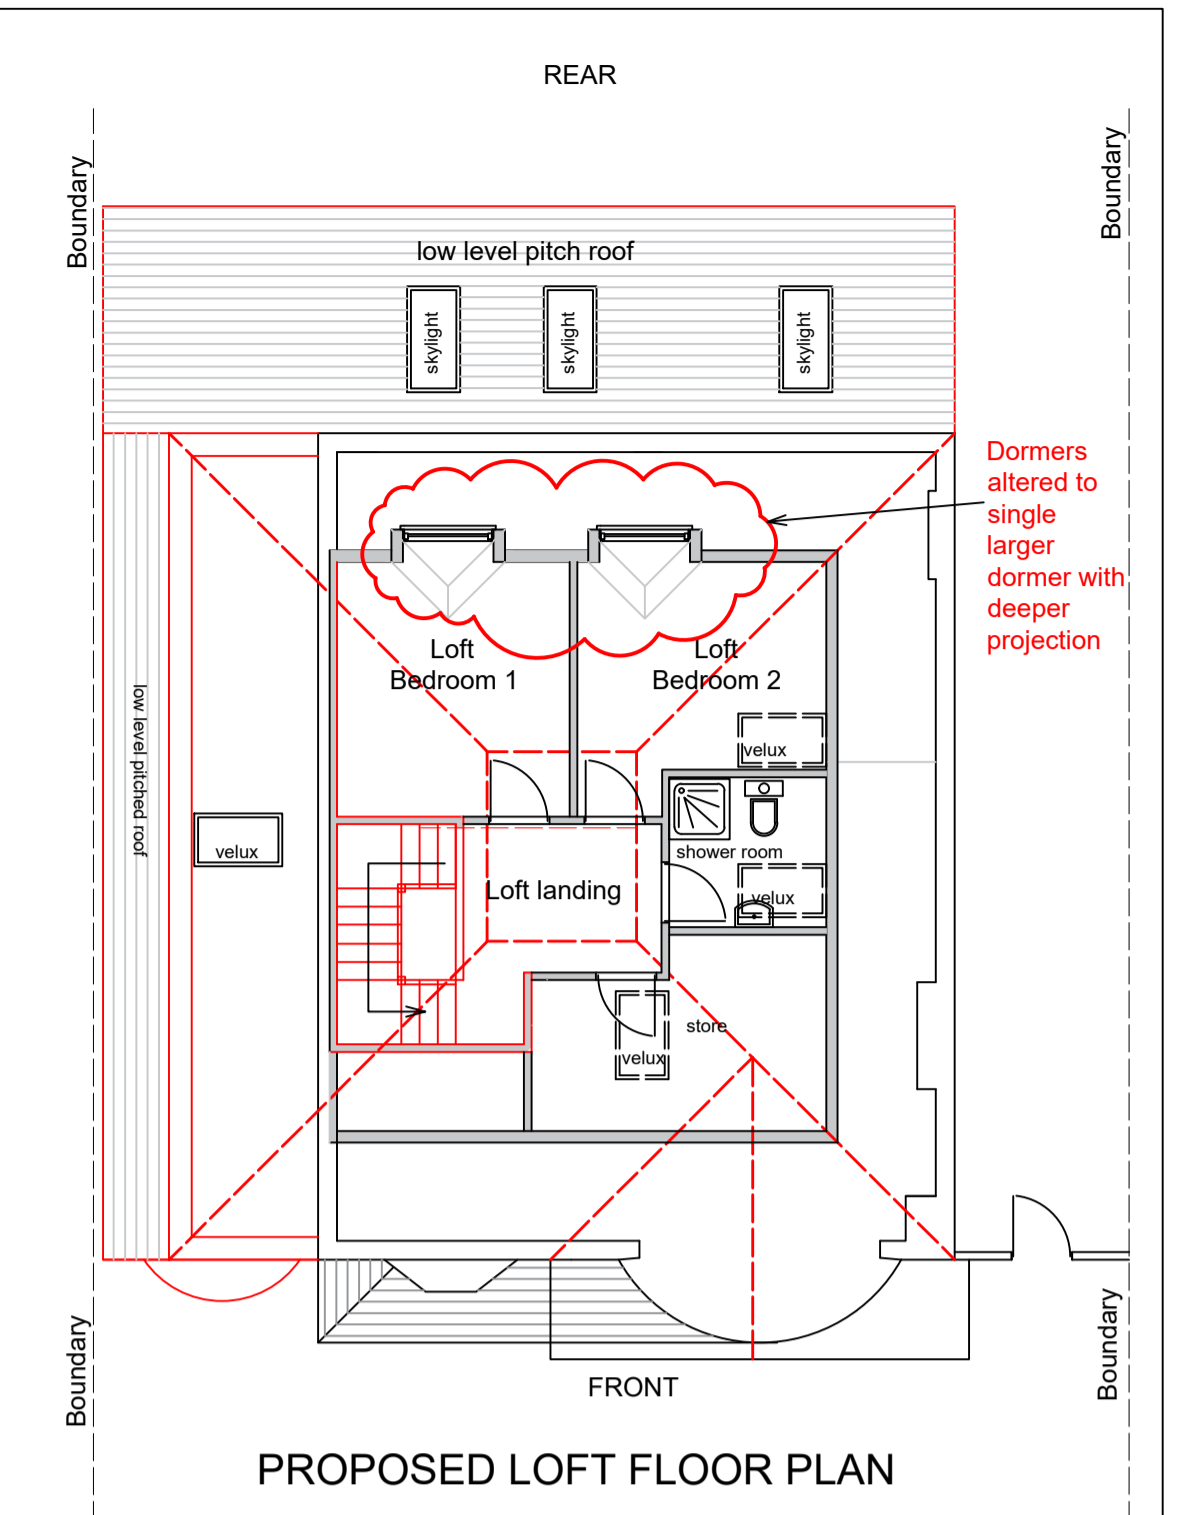 REAR
Boundary
Boundary
low level pitch roof
skylight
skylight
skylight
Dormers
altered to
single
larger
dormer with
deeper
projection
Loft
Bedroom 1
Loft
Bedroom 2
low level pitched roof
velux
velux
shower room
velux
Loft landing
store
velux
Boundary
Boundary
FRONT
PROPOSED LOFT FLOOR PLAN